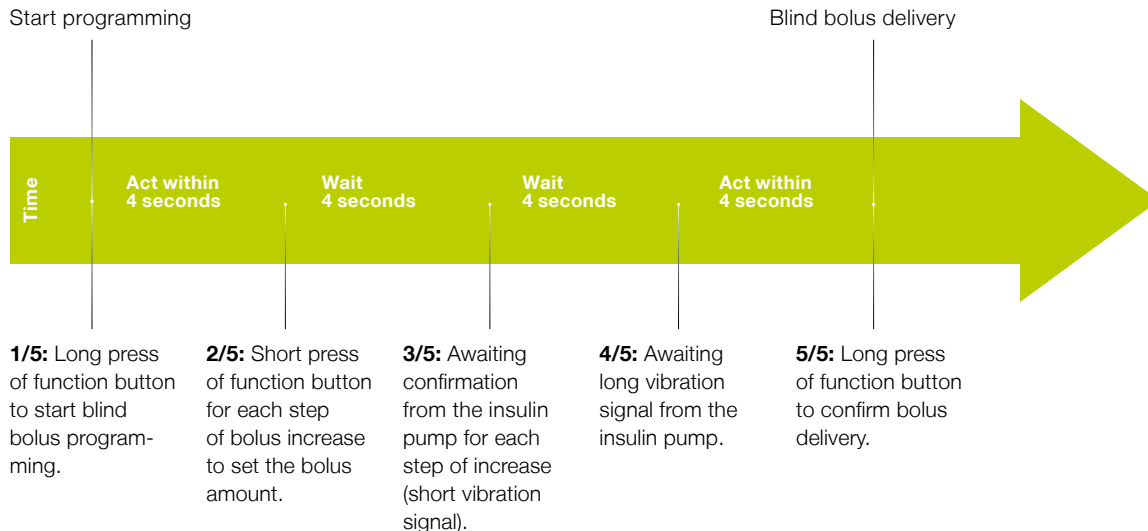 Start programming
Blind bolus delivery
Time
Act within
4 seconds
Wait
4 seconds
Wait
4 seconds
Act within
4 seconds
1/5: Long press
of function button
to start blind
bolus program-
ming.
2/5: Short press
of function button
for each step
of bolus increase
to set the bolus
amount.
3/5: Awaiting
confirmation
from the insulin
pump for each
step of increase
(short vibration
signal).
4/5: Awaiting
long vibration
signal from the
insulin pump.
5/5: Long press
of function button
to confirm bolus
delivery.